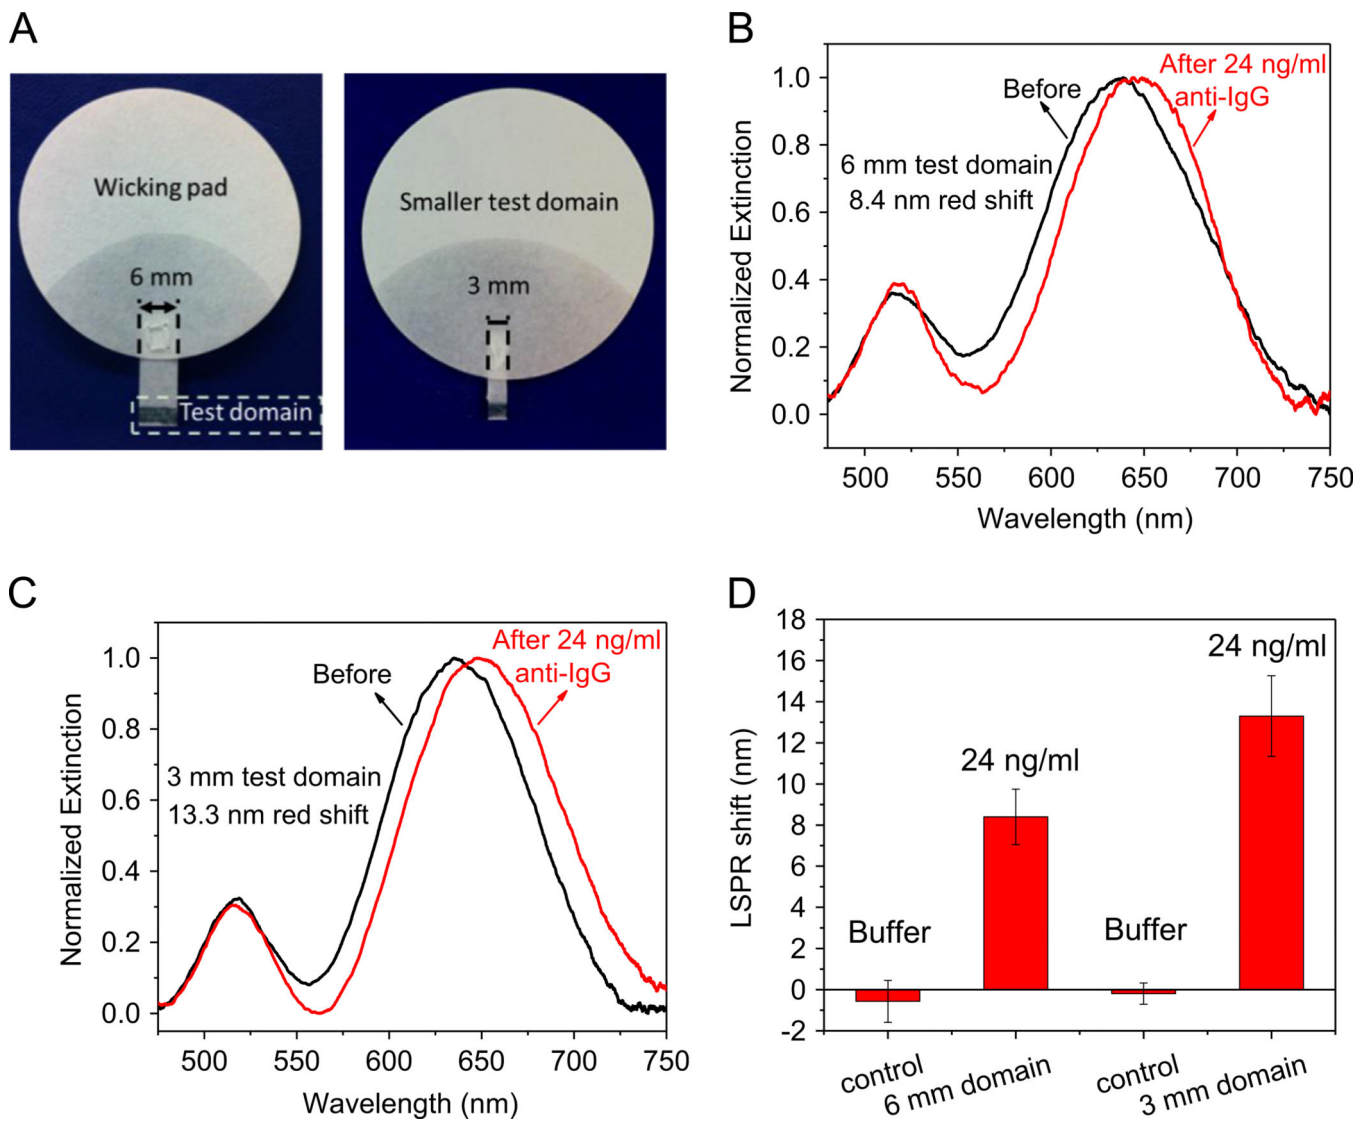 A
Wicking pad
6 mm
Test domain
Smaller test domain
3 mm
B
Normalized Extinction
1.0
0.8
0.6
0.4
0.2
0.0
Before
After 24 ng/ml
anti-IgG
6 mm test domain
8.4 nm red shift
500 550 600 650 700 750
Wavelength (nm)
C
Normalized Extinction
1.0
0.8
0.6
0.4
0.2
0.0
Before
After 24 ng/ml
anti-IgG
3 mm test domain
13.3 nm red shift
500 550 600 650 700 750
Wavelength (nm)
D
LSPR shift (nm)
18
16
14
12
10
8
6
4
2
0
-2
Buffer
24 ng/ml
Buffer
24 ng/ml
control
6 mm domain
control
3 mm domain